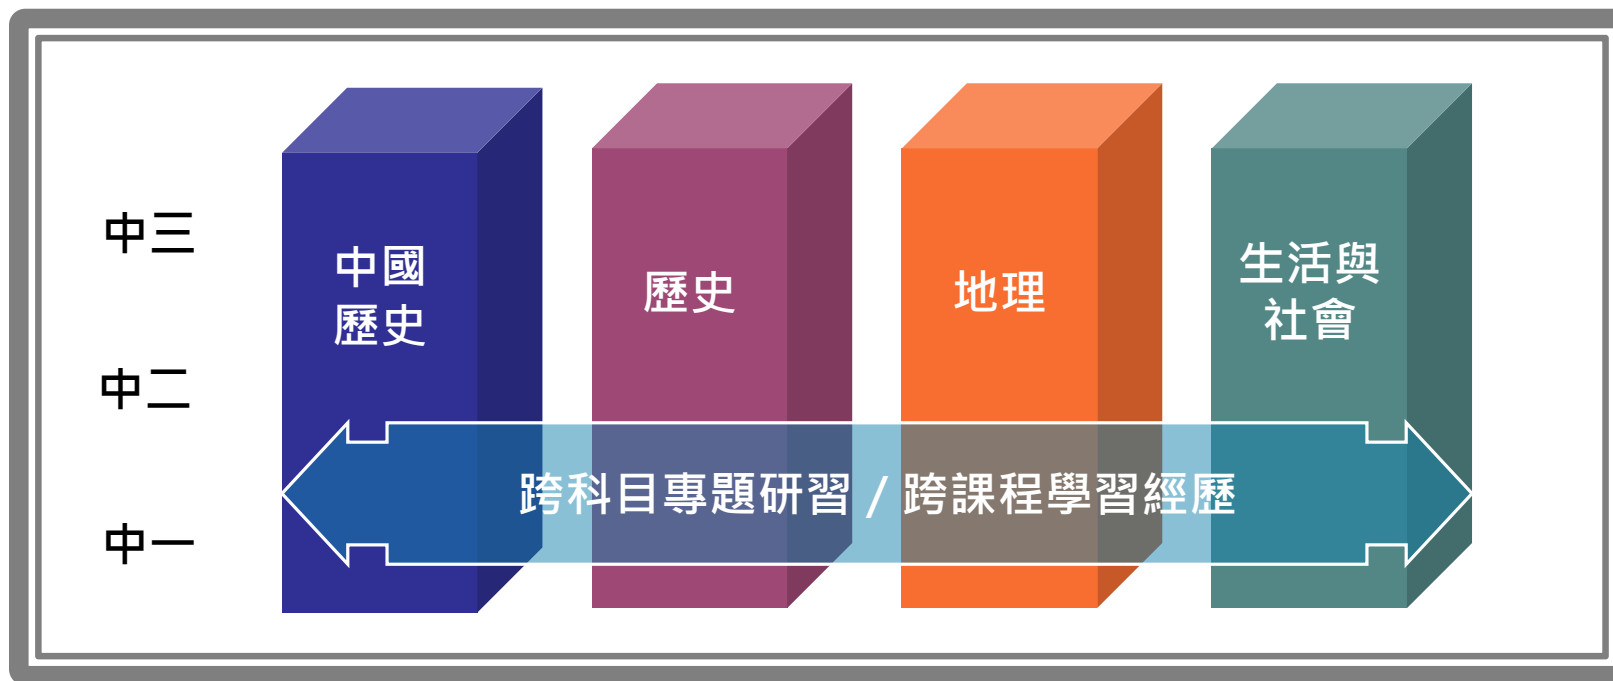 中三
中二
中一
中國
歷史
歷史
地理
生活與
社會
跨科目專題研習 / 跨課程學習經歷